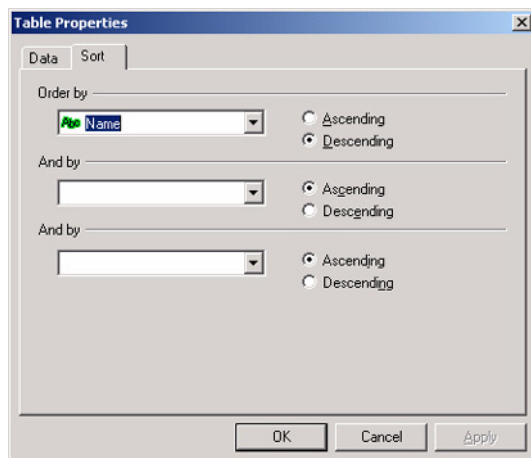 Table Properties
Data Sort
Order by
Abc Name
Ascending
Descending
And by
Ascending
Descending
And by
Ascending
Descending
OK Cancel Apply